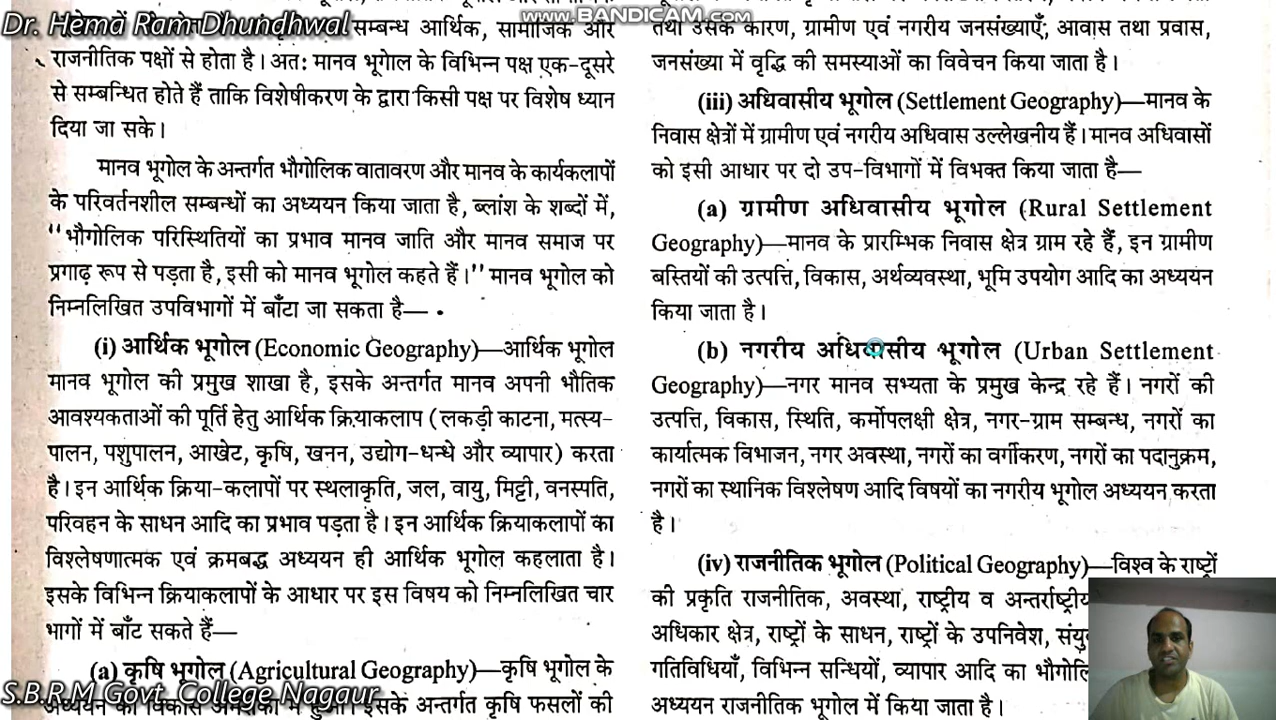 www.BANDICAM.com
Dr. Hema Ram Dhundhwal
सम्बन्ध आर्थिक, सामाजिक और
राजनीतिक पक्षों से होता है। अतः मानव भूगोल के विभिन्न पक्ष एक-दूसरे
से सम्बन्धित होते हैं ताकि विशेषीकरण के द्वारा किसी पक्ष पर विशेष ध्यान
दिया जा सके।
मानव भूगोल के अन्तर्गत भौगोलिक वातावरण और मानव के कार्यकलापों
के परिवर्तनशील सम्बन्धों का अध्ययन किया जाता है, ब्लांश के शब्दों में,
"भौगोलिक परिस्थितियों का प्रभाव मानव जाति और मानव समाज पर
प्रगाढ़ रूप से पड़ता है, इसी को मानव भूगोल कहते हैं।" मानव भूगोल को
निम्नलिखित उपविभागों में बाँटा जा सकता है—
(i) आर्थिक भूगोल (Economic Geography)—आर्थिक भूगोल
मानव भूगोल की प्रमुख शाखा है, इसके अन्तर्गत मानव अपनी भौतिक
आवश्यकताओं की पूर्ति हेतु आर्थिक क्रियाकलाप (लकड़ी काटना, मत्स्य-
पालन, पशुपालन, आखेट, कृषि, खनन, उद्योग-धन्धे और व्यापार) करता
है। इन आर्थिक क्रिया-कलापों पर स्थलाकृति, जल, वायु, मिट्टी, वनस्पति,
परिवहन के साधन आदि का प्रभाव पड़ता है। इन आर्थिक क्रियाकलापों का
विश्लेषणात्मक एवं क्रमबद्ध अध्ययन ही आर्थिक भूगोल कहलाता है।
इसके विभिन्न क्रियाकलापों के आधार पर इस विषय को निम्नलिखित चार
भागों में बाँट सकते हैं—
(a) कृषि भूगोल (Agricultural Geography)—कृषि भूगोल के
इसके अन्तर्गत कृषि फसलों की
S.B.R.M Govt. College Nagaur
तथा उसके कारण, ग्रामीण एवं नगरीय जनसंख्याएँ, आवास तथा प्रवास,
जनसंख्या में वृद्धि की समस्याओं का विवेचन किया जाता है।
(iii) अधिवासीय भूगोल (Settlement Geography)—मानव के
निवास क्षेत्रों में ग्रामीण एवं नगरीय अधिवास उल्लेखनीय हैं। मानव अधिवासों
को इसी आधार पर दो उप-विभागों में विभक्त किया जाता है—
(a) ग्रामीण अधिवासीय भूगोल (Rural Settlement
Geography)—मानव के प्रारम्भिक निवास क्षेत्र ग्राम रहे हैं, इन ग्रामीण
बस्तियों की उत्पत्ति, विकास, अर्थव्यवस्था, भूमि उपयोग आदि का अध्ययन
किया जाता है।
(b) नगरीय अधिवासीय भूगोल (Urban Settlement
Geography)—नगर मानव सभ्यता के प्रमुख केन्द्र रहे हैं। नगरों की
उत्पत्ति, विकास, स्थिति, कर्मोपलक्षी क्षेत्र, नगर-ग्राम सम्बन्ध, नगरों का
कार्यात्मक विभाजन, नगर अवस्था, नगरों का वर्गीकरण, नगरों का पदानुक्रम,
नगरों का स्थानिक विश्लेषण आदि विषयों का नगरीय भूगोल अध्ययन करता
है।
(iv) राजनीतिक भूगोल (Political Geography)—विश्व के राष्ट्रों
की प्रकृति राजनीतिक, अवस्था, राष्ट्रीय व अन्तर्राष्ट्रीय
अधिकार क्षेत्र, राष्ट्रों के साधन, राष्ट्रों के उपनिवेश,
गतिविधियाँ, विभिन्न सन्धियों, व्यापार आदि का
अध्ययन राजनीतिक भूगोल में किया जाता है।